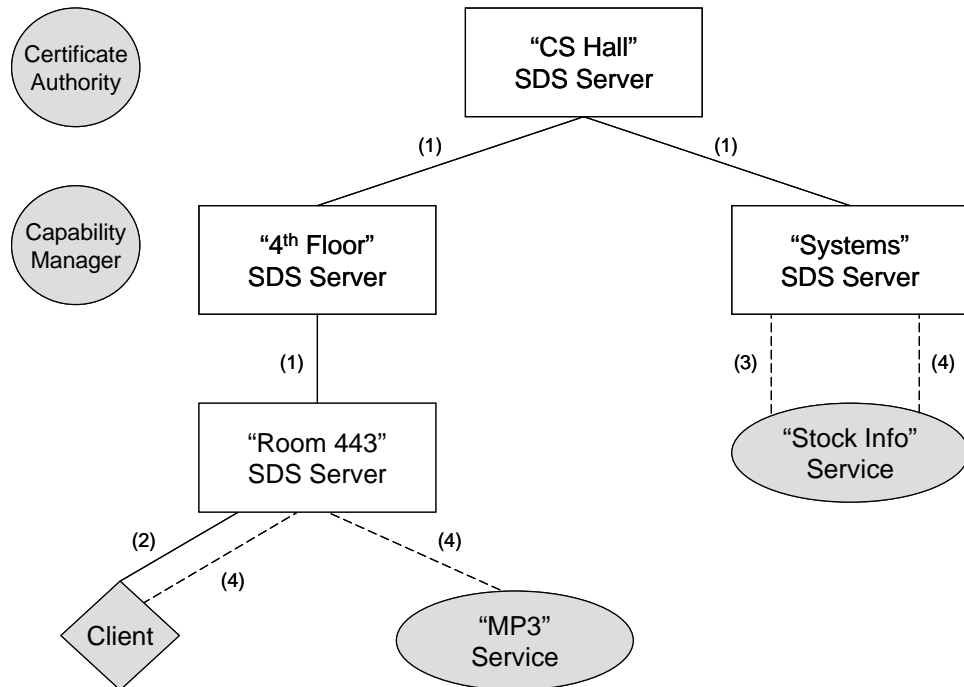 Certificate
Authority
“CS Hall”
SDS Server
(1)
(1)
Capability
Manager
“4th Floor”
SDS Server
“Systems”
SDS Server
(1)
(3)
(4)
“Room 443”
SDS Server
“Stock Info”
Service
(2)
(4)
(4)
Client
“MP3”
Service